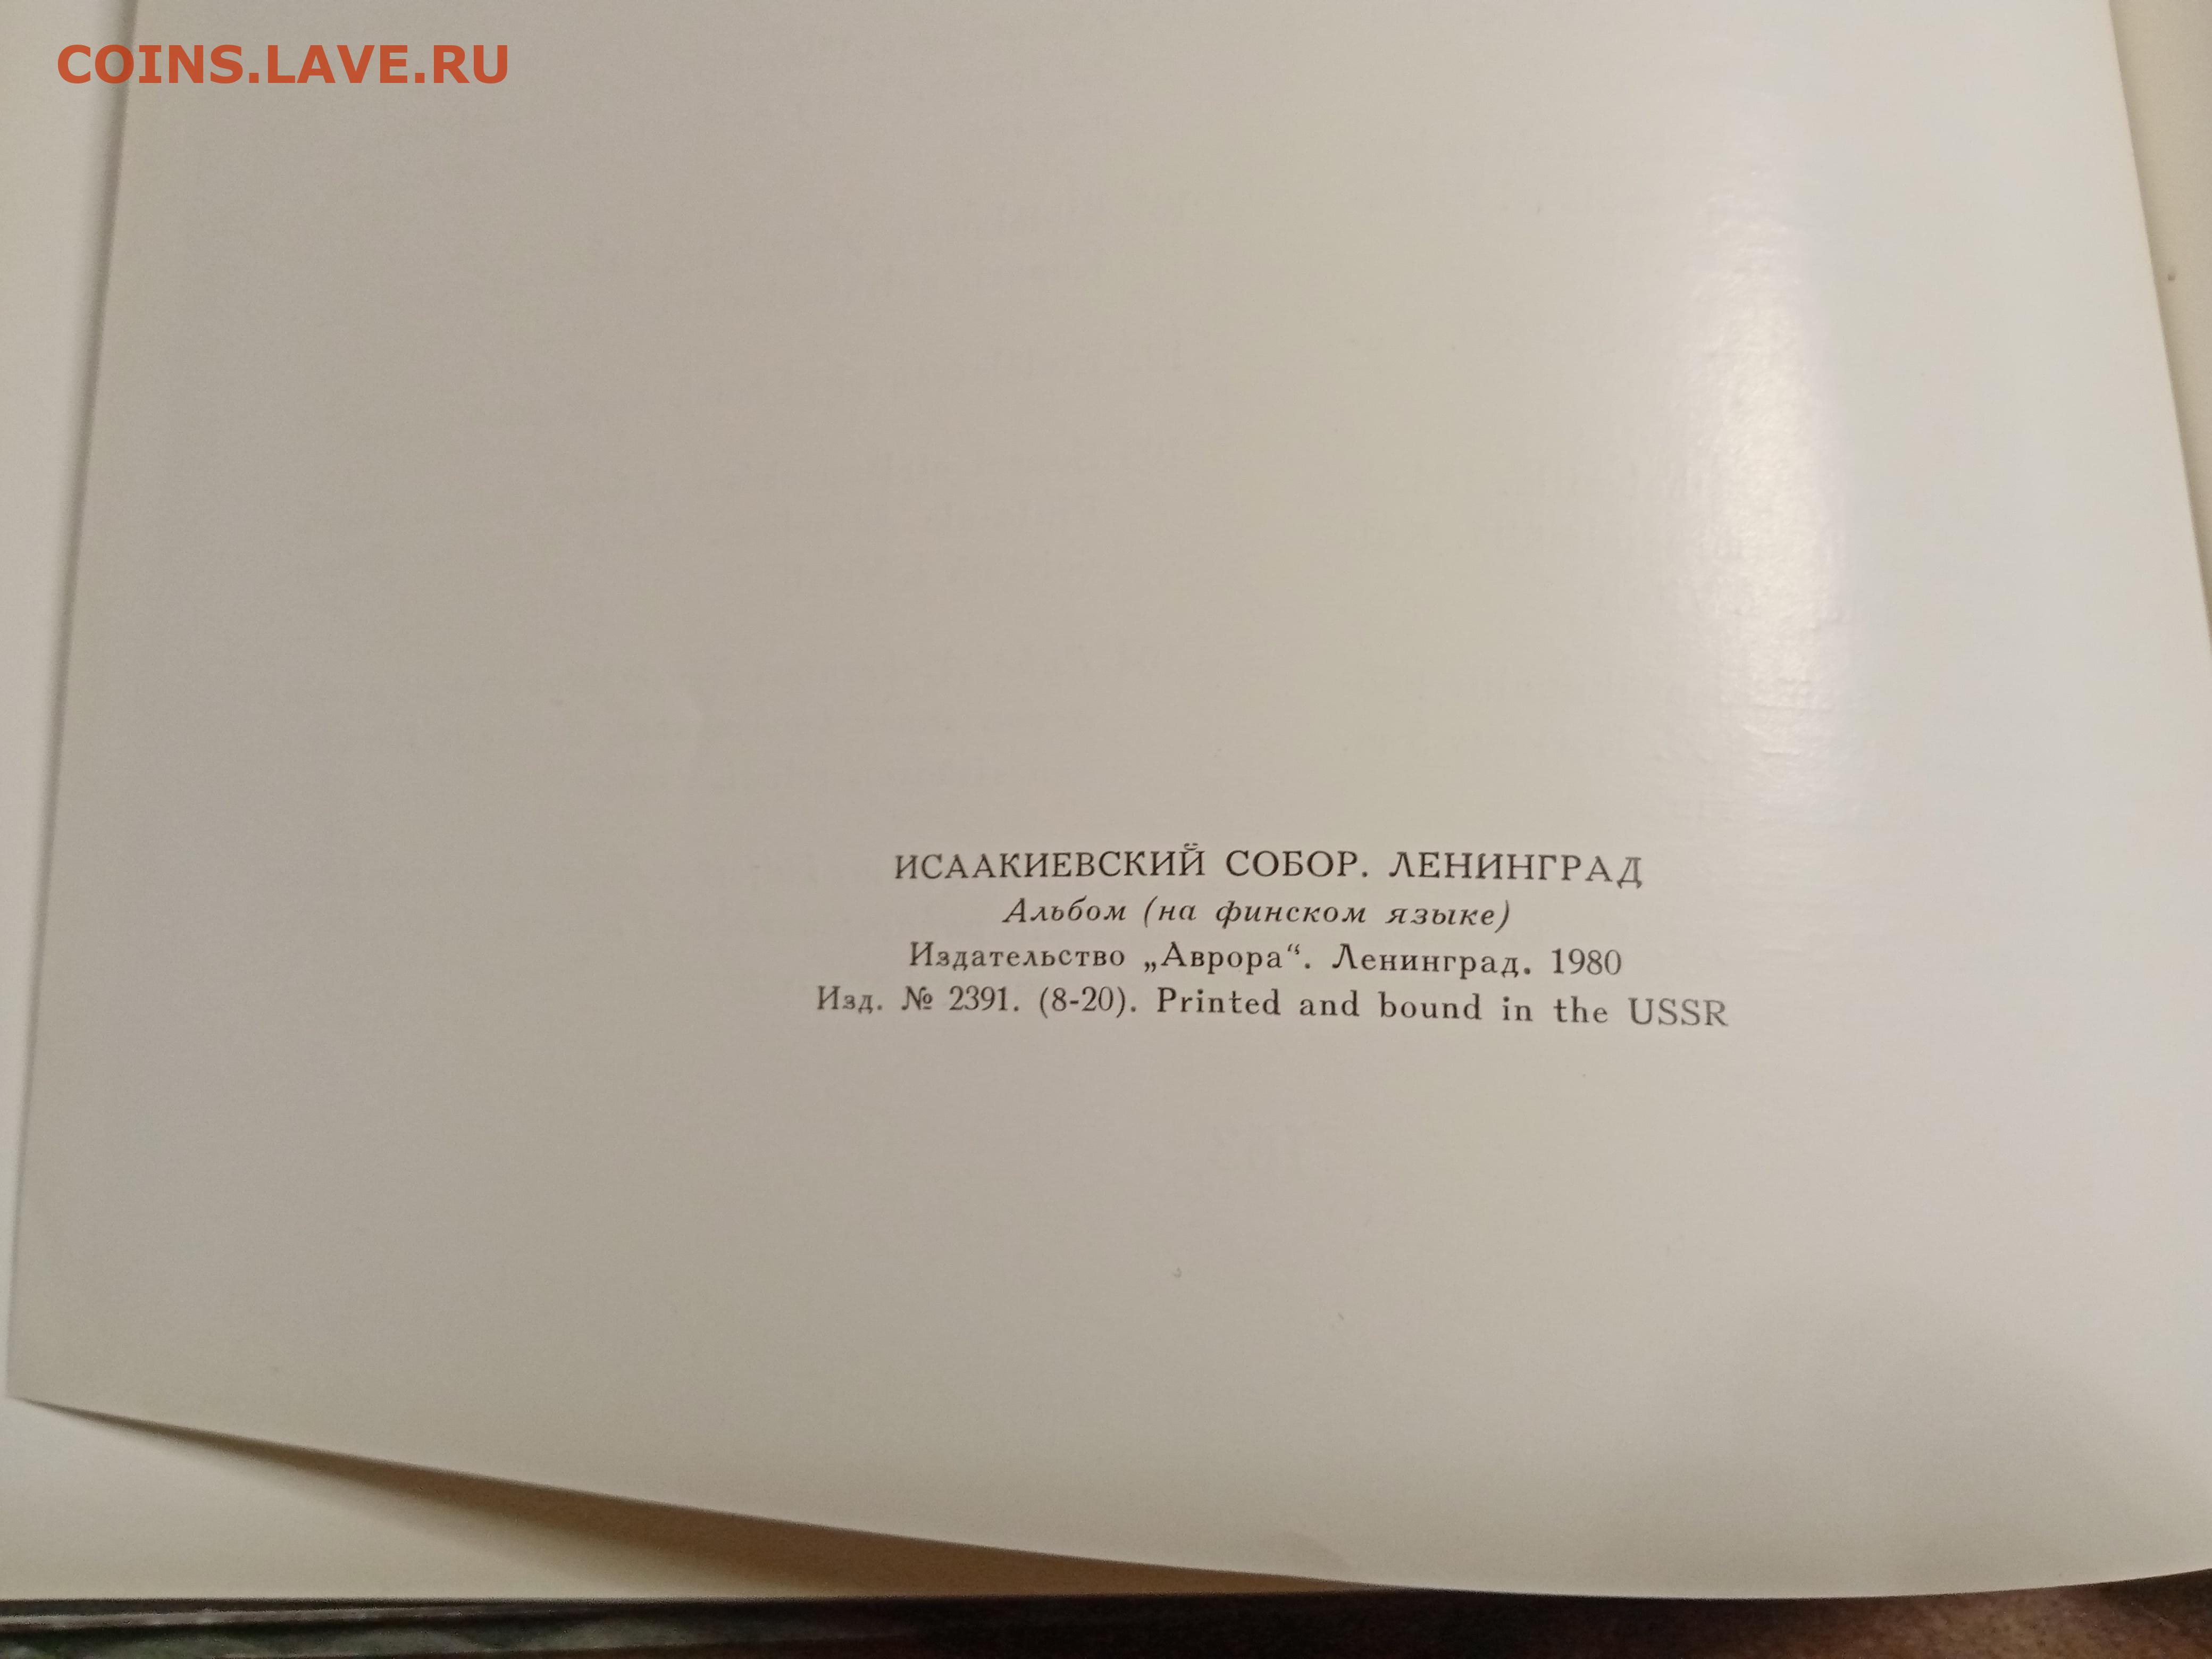 COINS.LAVE.RU
ИСААКИЕВСКИЙ СОБОР. ЛЕНИНГРАД
Альбом (на финском языке)
Издательство „Аврора“. Ленинград. 1980
Изд. № 2391. (8-20). Printed and bound in the USSR